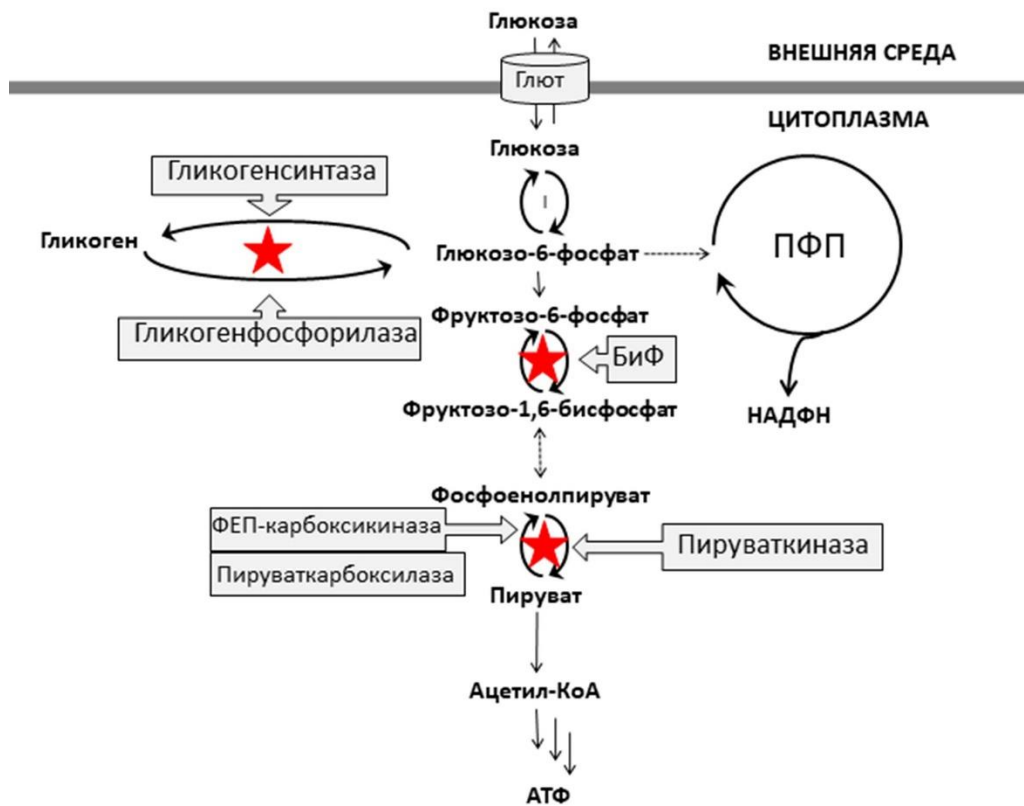 Глюкоза
ВНЕШНЯЯ СРЕДА
Глют
ЦИТОПЛАЗМА
Глюкоза
Гликогенсинтаза
I
Гликоген
Глюкозо-6-фосфат
ПФП
Фруктозо-6-фосфат
Гликогенфосфорилаза
БиФ
Фруктозо-1,6-бисфосфат
НАДФН
Фосфоенолпируват
ФЕП-карбоксикиназа
Пируваткиназа
Пируваткарбоксилаза
Пируват
Ацетил-КоА
АТФ